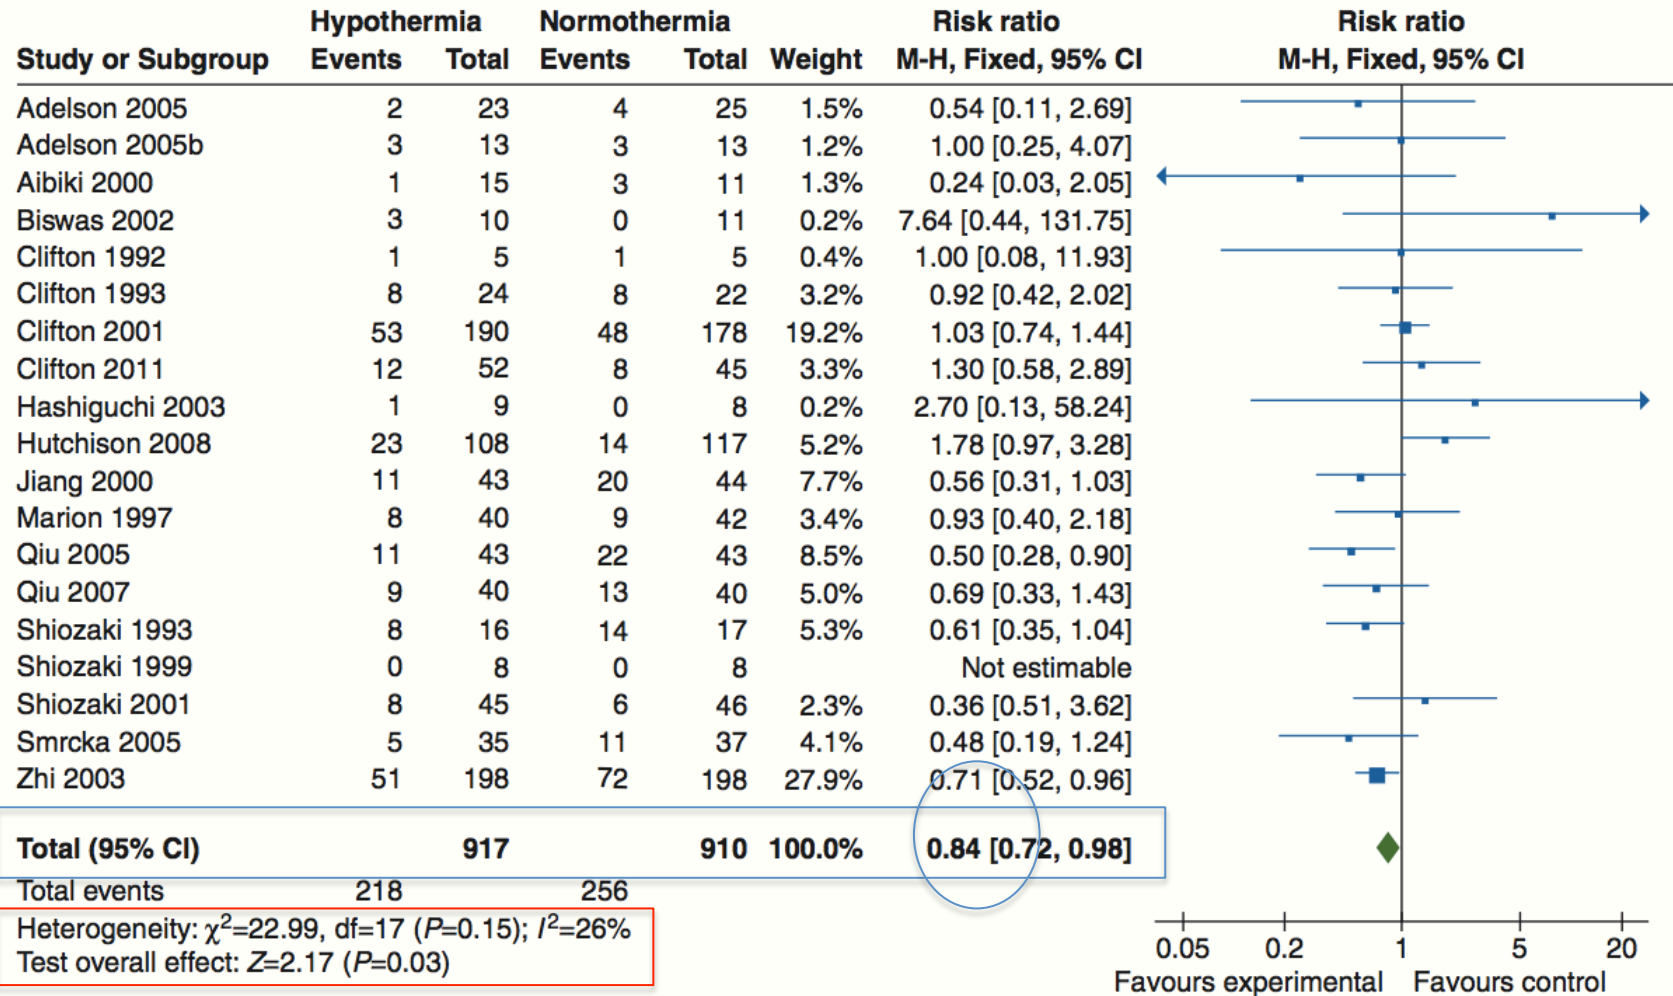 Hypothermia Normothermia Risk ratio Risk ratio
Study or Subgroup Events Total Events Total Weight M-H, Fixed, 95% CI M-H, Fixed, 95% CI
Adelson 2005 2 23 4 25 1.5% 0.54 [0.11, 2.69]
Adelson 2005b 3 13 3 13 1.2% 1.00 [0.25, 4.07]
Aibiki 2000 1 15 3 11 1.3% 0.24 [0.03, 2.05]
Biswas 2002 3 10 0 11 0.2% 7.64 [0.44, 131.75]
Clifton 1992 1 5 1 5 0.4% 1.00 [0.08, 11.93]
Clifton 1993 8 24 8 22 3.2% 0.92 [0.42, 2.02]
Clifton 2001 53 190 48 178 19.2% 1.03 [0.74, 1.44]
Clifton 2011 12 52 8 45 3.3% 1.30 [0.58, 2.89]
Hashiguchi 2003 1 9 0 8 0.2% 2.70 [0.13, 58.24]
Hutchison 2008 23 108 14 117 5.2% 1.78 [0.97, 3.28]
Jiang 2000 11 43 20 44 7.7% 0.56 [0.31, 1.03]
Marion 1997 8 40 9 42 3.4% 0.93 [0.40, 2.18]
Qiu 2005 11 43 22 43 8.5% 0.50 [0.28, 0.90]
Qiu 2007 9 40 13 40 5.0% 0.69 [0.33, 1.43]
Shiozaki 1993 8 16 14 17 5.3% 0.61 [0.35, 1.04]
Shiozaki 1999 0 8 0 8 Not estimable
Shiozaki 2001 8 45 6 46 2.3% 0.36 [0.51, 3.62]
Smrcka 2005 5 35 11 37 4.1% 0.48 [0.19, 1.24]
Zhi 2003 51 198 72 198 27.9% 0.71 [0.52, 0.96]
Total (95% CI) 917 910 100.0% 0.84 [0.72, 0.98]
Total events 218 256
Heterogeneity: χ²=22.99, df=17 (P=0.15); I²=26%
Test overall effect: Z=2.17 (P=0.03)
0.05 0.2 1 5 20
Favours experimental Favours control